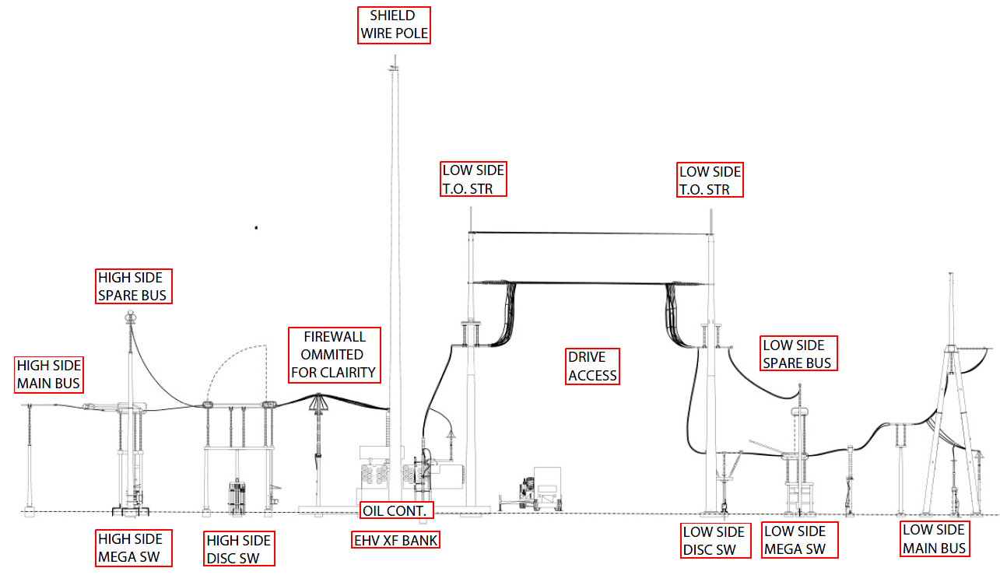 SHIELD
WIRE POLE
LOW SIDE
T.O. STR
LOW SIDE
T.O. STR
HIGH SIDE
SPARE BUS
FIREWALL
OMMITED
FOR CLAIRITY
LOW SIDE
SPARE BUS
DRIVE
ACCESS
HIGH SIDE
MAIN BUS
OIL CONT.
HIGH SIDE
MEGA SW
HIGH SIDE
DISC SW
EHV XF BANK
LOW SIDE
DISC SW
LOW SIDE
MEGA SW
LOW SIDE
MAIN BUS